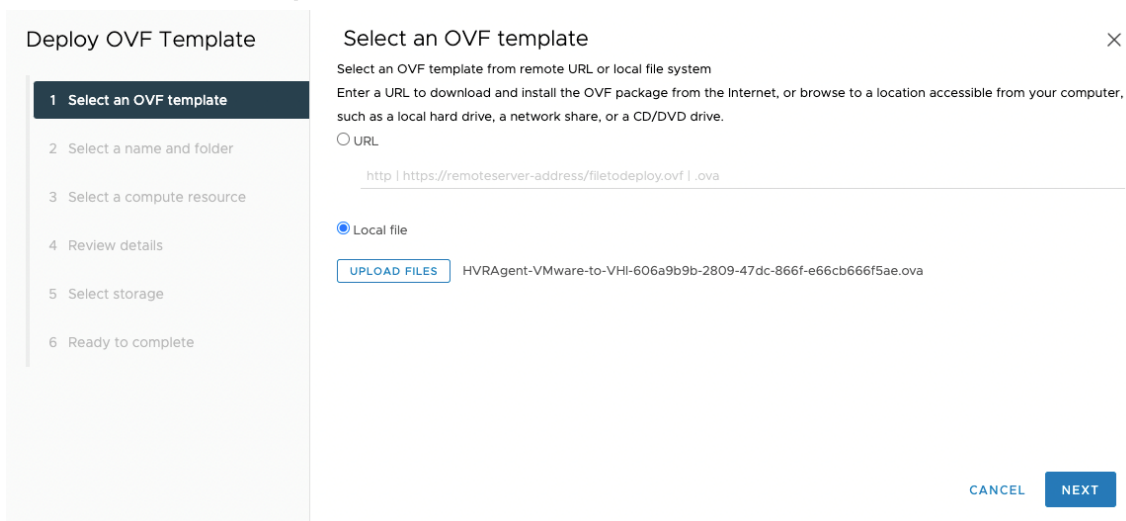 Deploy OVF Template
1 Select an OVF template
2 Select a name and folder
3 Select a compute resource
4 Review details
5 Select storage
6 Ready to complete
Select an OVF template
Select an OVF template from remote URL or local file system
Enter a URL to download and install the OVF package from the Internet, or browse to a location accessible from your computer,
such as a local hard drive, a network share, or a CD/DVD drive.
URL
http | https://remoteserver-address/filetodeploy.ovf | .ova
Local file
UPLOAD FILES HVRAgent-VMware-to-VHI-606a9b9b-2809-47dc-866f-e66cb666f5ae.ova
CANCEL NEXT